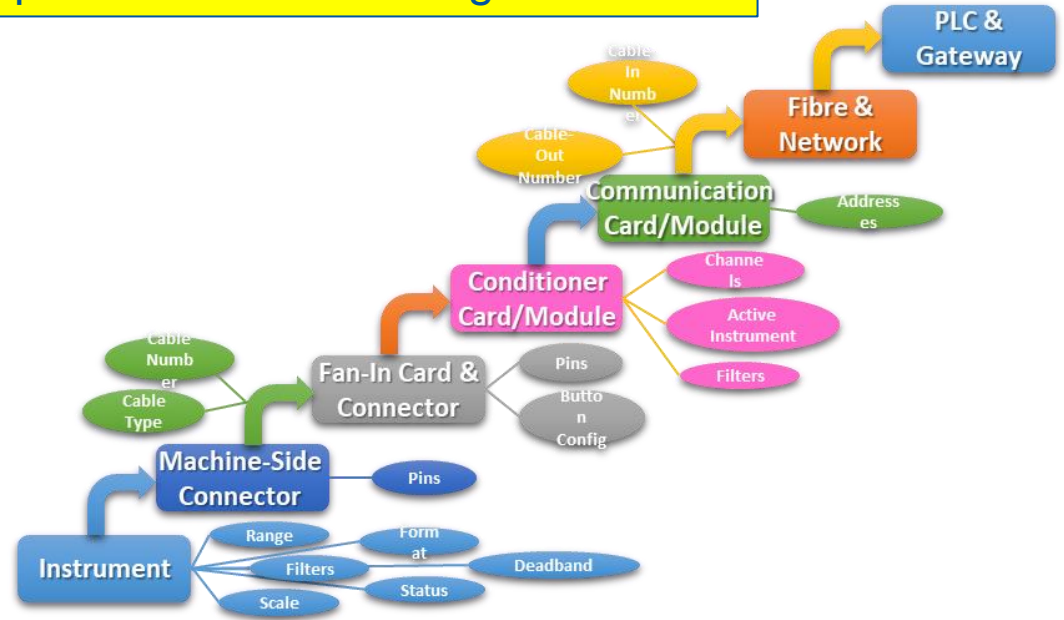 PLC &
Gateway
Cable-
In
Numb
er
Fibre &
Network
Cable-
Out
Number
Communication
Card/Module
Address
es
Channe
ls
Conditioner
Card/Module
Active
Instrument
Filters
Cable
Numb
er
Cable
Type
Fan-In Card &
Connector
Pins
Butto
n
Config
Machine-Side
Connector
Pins
Instrument
Range
Form
at
Filters
Deadband
Status
Scale